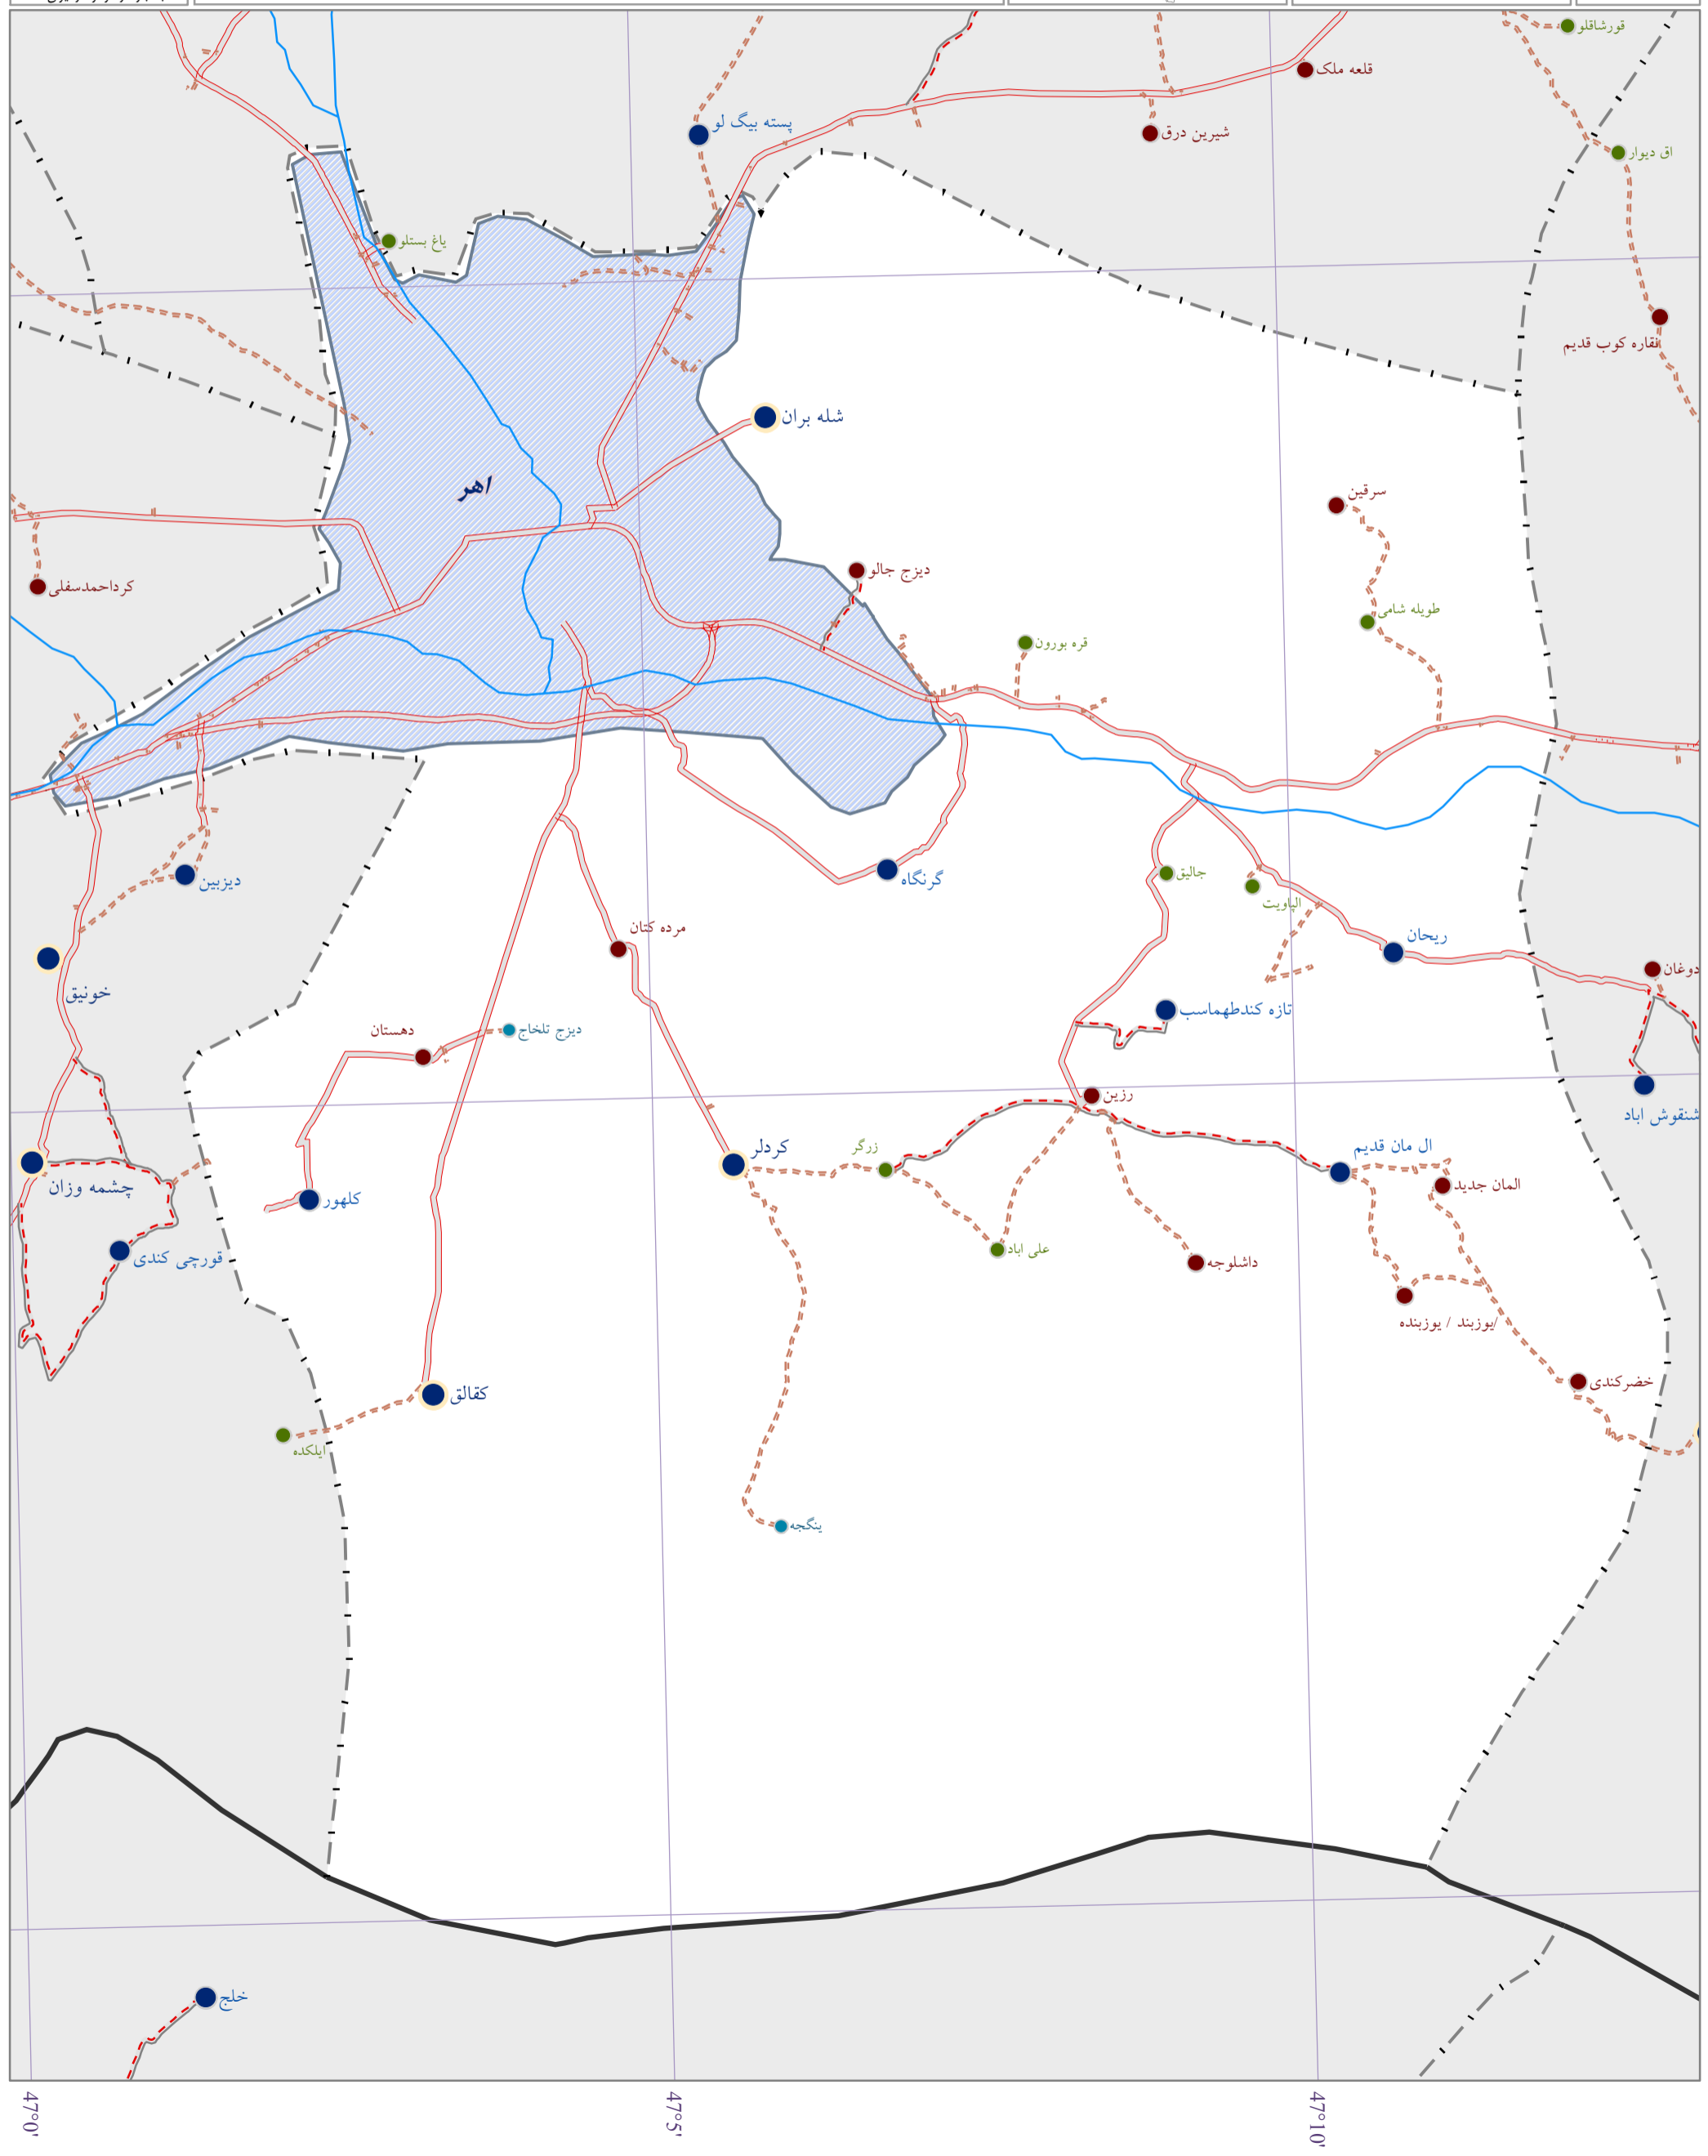 قورشاقلو
قلعه ملک
پسته بیگ لو
شیرین درق
اق دیوار
یاغ بستلو
نقاره کوب قدیم
شله بران
اهر
سرقین
دیزج جالو
کرداحمدسفلی
طویله شامی
قره بورون
دیزبین
گرنگاه
جالیق
الپاویت
مرده کتان
ریحان
دوغان
خونیق
تازه کندطهماسب
دهستان
دیزج تلخاج
رزین
شنقوش اباد
کردلر
زرگر
ال مان قدیم
چشمه وزان
کلهور
المان جدید
قورچی کندی
علی اباد
داشلوجه
یوزبند / یوزبنده/
خضرکندی
کقالق
ایلکده
ینگجه
خلج
47°0'
47°5'
47°10'